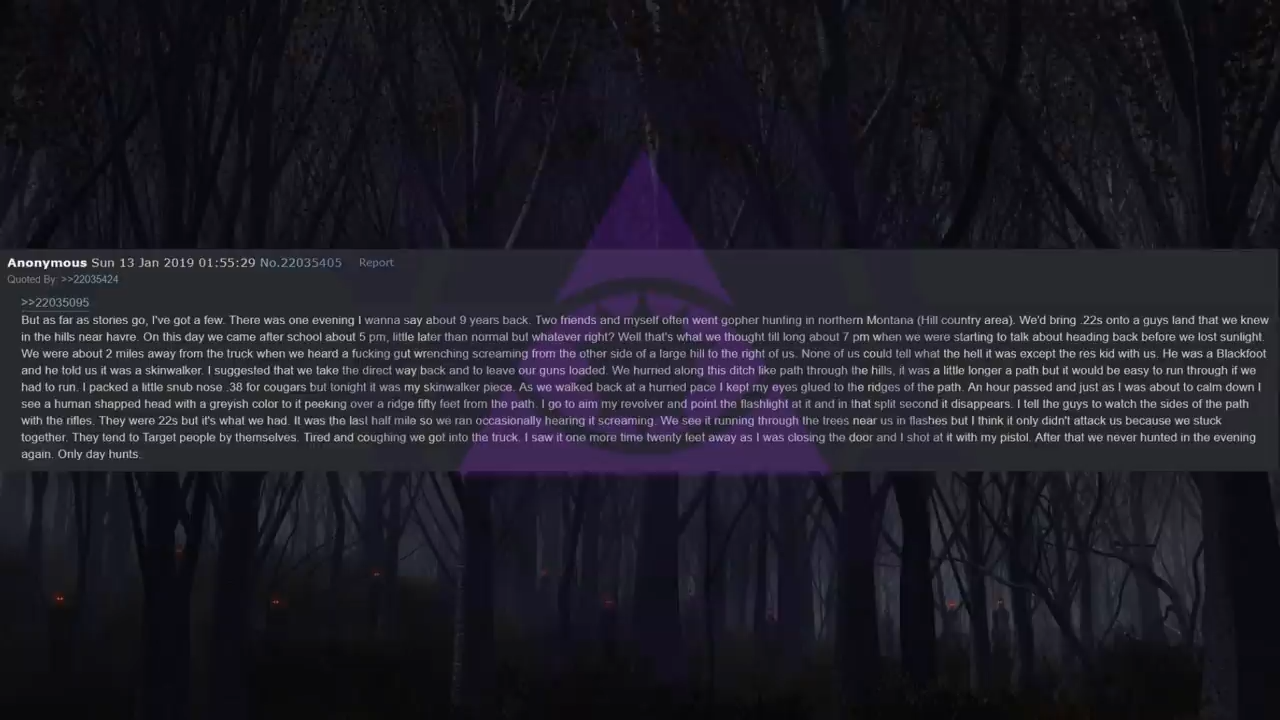 Anonymous Sun 13 Jan 2019 01:55:29 No.22035405 Report
Quoted By: >>22035424
>>22035095
But as far as stories go, I've got a few. There was one evening I wanna say about 9 years back. Two friends and myself often went gopher hunting in northern Montana (Hill country area). We'd bring .22s onto a guys land that we knew
in the hills near havre. On this day we came after school about 5 pm, little later than normal but whatever right? Well that's what we thought till long about 7 pm when we were starting to talk about heading back before we lost sunlight.
We were about 2 miles away from the truck when we heard a fucking gut wrenching screaming from the other side of a large hill to the right of us. None of us could tell what the hell it was except the res kid with us. He was a Blackfoot
and he told us it was a skinwalker. I suggested that we take the direct way back and to leave our guns loaded. We hurried along this ditch like path through the hills, it was a little longer a path but it would be easy to run through if we
had to run. I packed a little snub nose .38 for cougars but tonight it was my skinwalker piece. As we walked back at a hurried pace I kept my eyes glued to the ridges of the path. An hour passed and just as I was about to calm down I
see a human shapped head with a greyish color to it peeking over a ridge fifty feet from the path. I go to aim my revolver and point the flashlight at it and in that split second it disappears. I tell the guys to watch the sides of the path
with the rifles. They were 22s but it's what we had. It was the last half mile so we ran occasionally hearing it screaming. We see it running through the trees near us in flashes but I think it only didn't attack us because we stuck
together. They tend to Target people by themselves. Tired and coughing we got into the truck. I saw it one more time twenty feet away as I was closing the door and I shot at it with my pistol. After that we never hunted in the evening
again. Only day hunts.